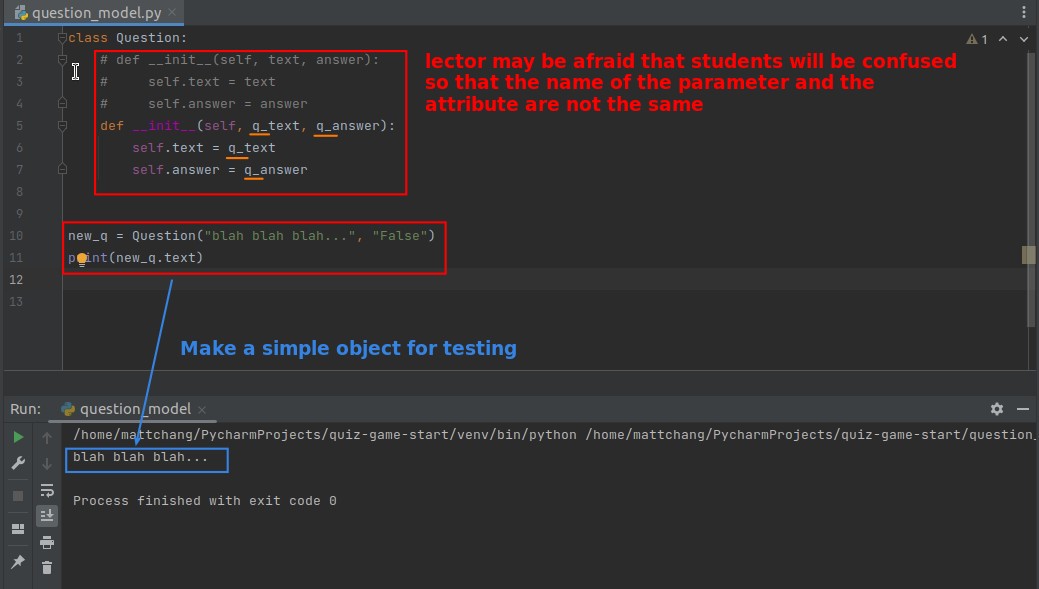 question_model.py
1 class Question:
1
2 # def __init__(self, text, answer):
3 #     self.text = text
4 #     self.answer = answer
5 def __init__(self, q_text, q_answer):
6     self.text = q_text
7     self.answer = q_answer
8
9
10 new_q = Question("blah blah blah...", "False")
11 print(new_q.text)
12
13
lector may be afraid that students will be confused
so that the name of the parameter and the
attribute are not the same
Make a simple object for testing
Run: question_model
/home/mattchang/PycharmProjects/quiz-game-start/venv/bin/python /home/mattchang/PycharmProjects/quiz-game-start/question_
blah blah blah...
Process finished with exit code 0